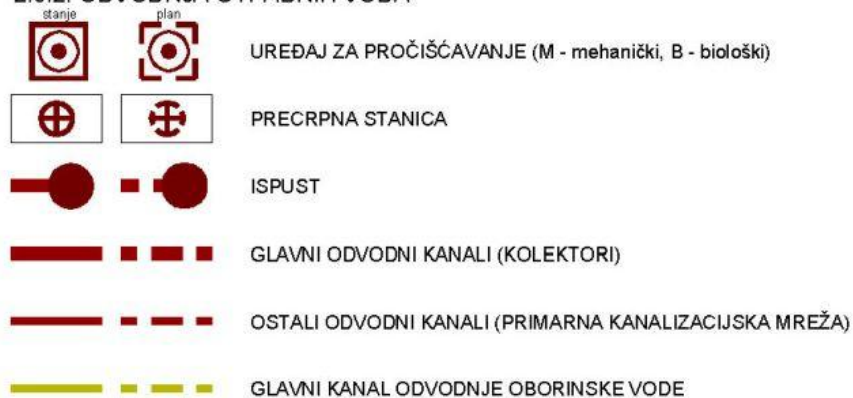 stanje plan
UREĐAJ ZA PROČIŠĆAVANJE (M - mehanički, B - biološki)
PRECRPNA STANICA
ISPUST
GLAVNI ODVODNI KANALI (KOLEKTORI)
OSTALI ODVODNI KANALI (PRIMARNA KANALIZACIJSKA MREŽA)
GLAVNI KANAL ODVODNJE OBORINSKE VODE